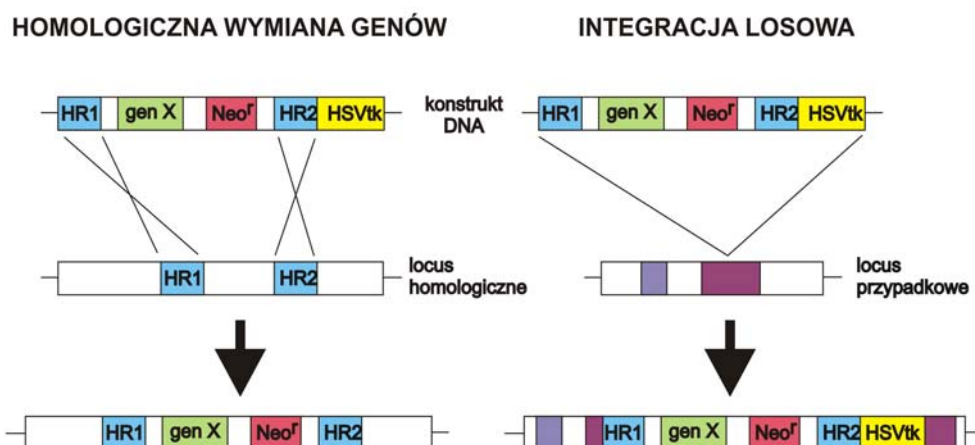 HOMOLOGICZNA WYMIANA GENÓW
INTEGRACJA LOSOWA
HR1 gen X Neoʳ HR2 HSVtk
konstrukt
DNA
HR1 gen X Neoʳ HR2 HSVtk
HR1 HR2
locus
homologiczne
locus
przypadkowe
HR1 gen X Neoʳ HR2
HR1 gen X Neoʳ HR2 HSVtk